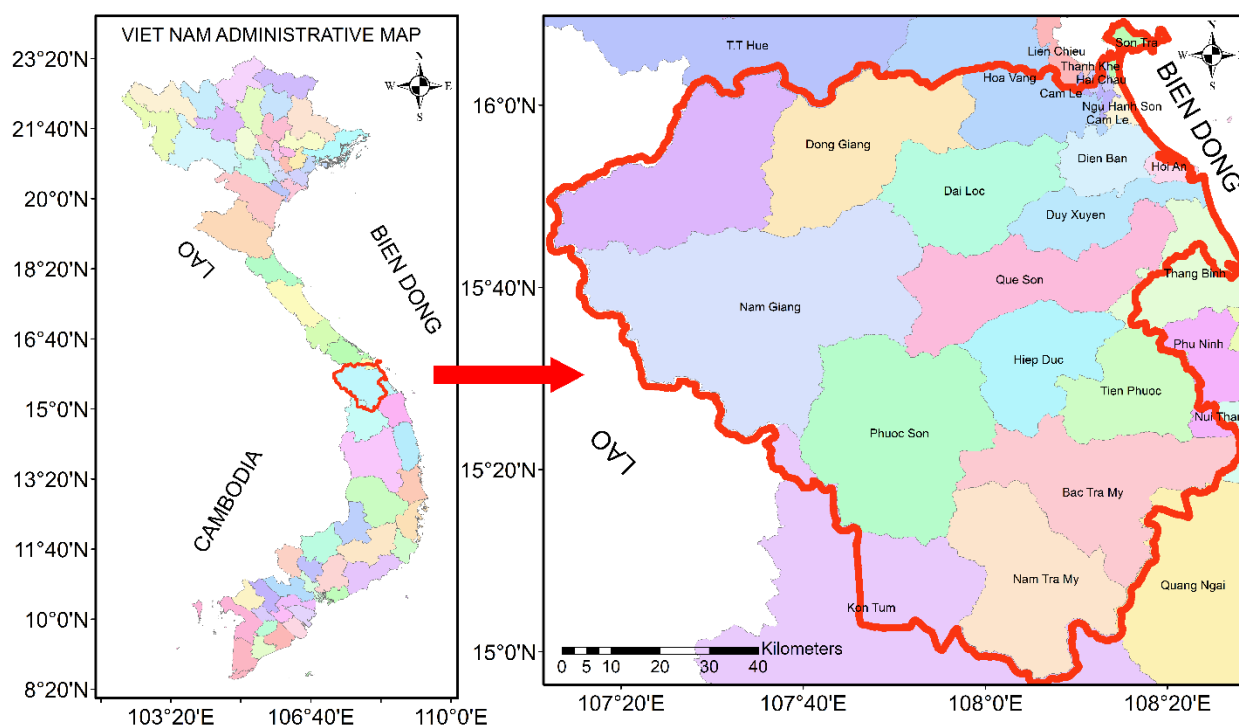 VIET NAM ADMINISTRATIVE MAP
N
W E
S
23°20'N
21°40'N
20°0'N
18°20'N
16°40'N
15°0'N
13°20'N
11°40'N
10°0'N
8°20'N
103°20'E
106°40'E
110°0'E
LAO
BIEN DONG
CAMBODIA
N
W E
S
16°0'N
15°40'N
15°20'N
15°0'N
107°20'E
107°40'E
108°0'E
108°20'E
T.T Hue
Lien Chieu
Son Tra
Thanh Khe
Hoa Vang
Hai Chau
Cam Le
Ngu Hanh Son
Cam Le
BIEN DONG
Dong Giang
Dien Ban
Hoi An
Dai Loc
Duy Xuyen
Que Son
Thang Binh
Nam Giang
Phu Ninh
Hiep Duc
Tien Phuoc
Nui Than
Phuoc Son
LAO
Bac Tra My
Nam Tra My
Quang Ngai
Kon Tum
Kilometers
0 5 10 20 30 40